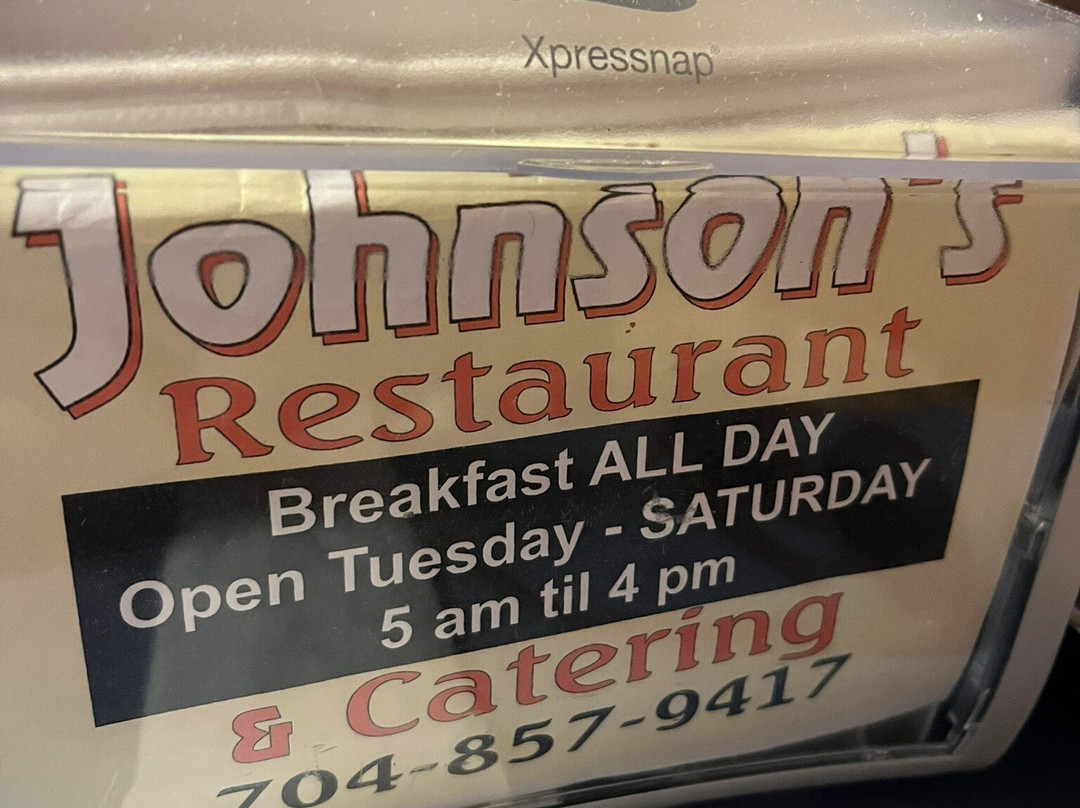 Xpressnap®
Johnson's
Restaurant
Breakfast ALL DAY
Open Tuesday - SATURDAY
5 am til 4 pm
& Catering
704-857-9417